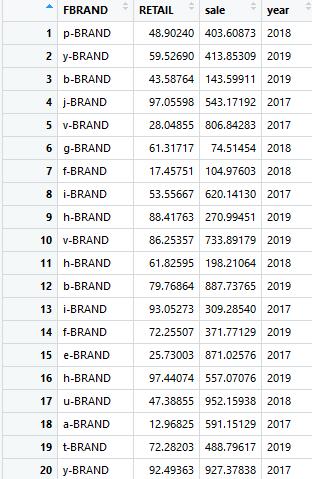 FBRAND RETAIL sale year
1 p-BRAND 48.90240 403.60873 2018
2 y-BRAND 59.52690 413.85309 2019
3 b-BRAND 43.58764 143.59911 2019
4 j-BRAND 97.05598 543.17192 2017
5 v-BRAND 28.04855 806.84283 2017
6 g-BRAND 61.31717 74.51454 2018
7 f-BRAND 17.45751 104.97603 2018
8 i-BRAND 53.55667 620.14130 2017
9 h-BRAND 88.41763 270.99451 2019
10 v-BRAND 86.25357 733.89179 2019
11 h-BRAND 61.82595 198.21064 2018
12 b-BRAND 79.76864 887.73765 2019
13 i-BRAND 93.05273 309.28540 2017
14 f-BRAND 72.25507 371.77129 2019
15 e-BRAND 25.73003 871.02576 2017
16 h-BRAND 97.44074 557.07076 2019
17 u-BRAND 47.38855 952.15938 2018
18 a-BRAND 12.96825 591.15129 2017
19 t-BRAND 72.28203 488.79617 2019
20 y-BRAND 92.49363 927.37838 2017